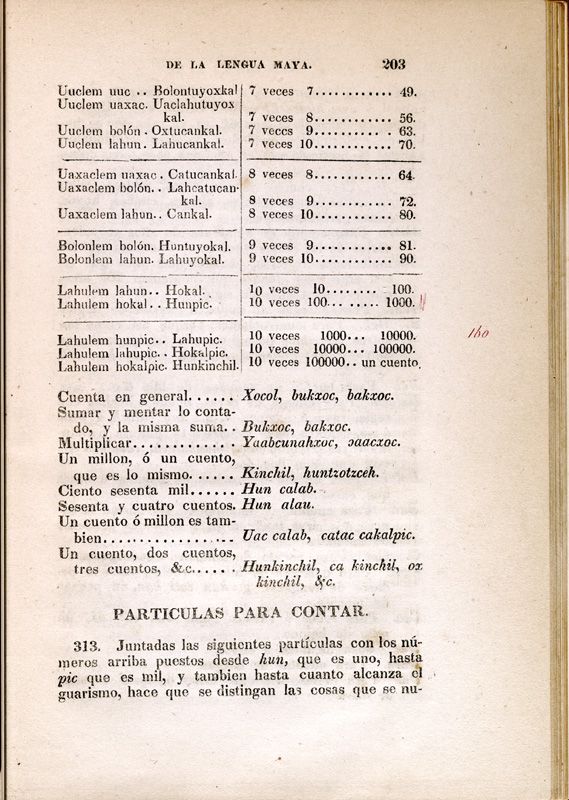 DE LA LENGUA MAYA. 203
Uuclem uuc .. Bolontuyoxkal 7 veces 7............ 49.
Uuclem uaxac. Uaclahutuyox
kal. 7 veces 8............ 56.
Uuclem bolón . Oxtucankal. 7 veces 9.......... . 63.
Uuclem lahun . Lahucankal. 7 veces 10........... 70.
Uaxaclem uaxac . Catucankal. 8 veces 8............ 64.
Uaxaclem bolón.. Lahcatucan-
kal. 8 veces 9............ 72.
Uaxaclem lahun.. Cankal. 8 veces 10........... 80.
Bolonlem bolón. Huntuyokal. 9 veces 9............ 81.
Bolonlem lahun. Lahuyokal. 9 veces 10........... 90.
Lahulem lahun.. Hokal. 10 veces 10........ 100.
Lahulem hokal.. Hunpic. 10 veces 100... ..... 1000.
160
Lahulem hunpic.. Lahupic. 10 veces 1000... 10000.
Lahulem lahupic.. Hokalpic. 10 veces 10000... 100000.
Lahulem hokalpic. Hunkinchil. 10 veces 100000.. un cuento.
Cuenta en general...... Xocol, bukxoc, bakxoc.
Sumar y mentar lo conta-
do, y la misma suma.. Bukxoc, bakxoc.
Multiplicar............. Yaabcunahxoc, ɔaacxoc.
Un millon, ó un cuento,
que es lo mismo...... Kinchil, huntzotzceh.
Ciento sesenta mil...... Hun calab.
Sesenta y cuatro cuentos. Hun alau.
Un cuento ó millon es tam-
bien................ Uac calab, catac cakalpic.
Un cuento, dos cuentos,
tres cuentos, &c...... Hunkinchil, ca kinchil, ox
kinchil, &c.
PARTICULAS PARA CONTAR.
313. Juntadas las siguientes partículas con los nú-
meros arriba puestos desde hun, que es uno, hasta
pic que es mil, y tambien hasta cuanto alcanza el
guarismo, hace que se distingan las cosas que se nu-